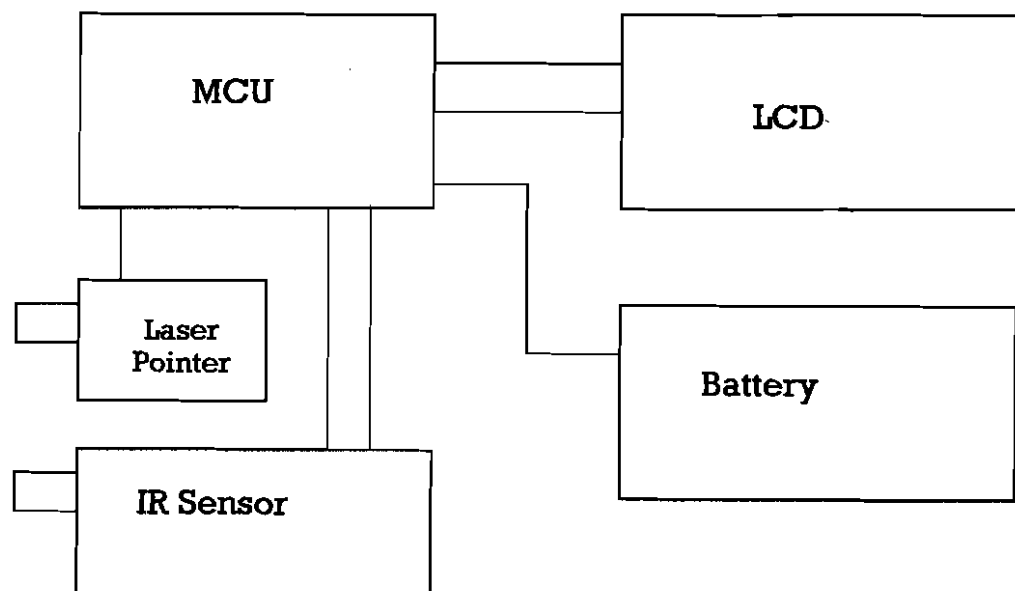 MCU
LCD
Laser
Pointer
Battery
IR Sensor